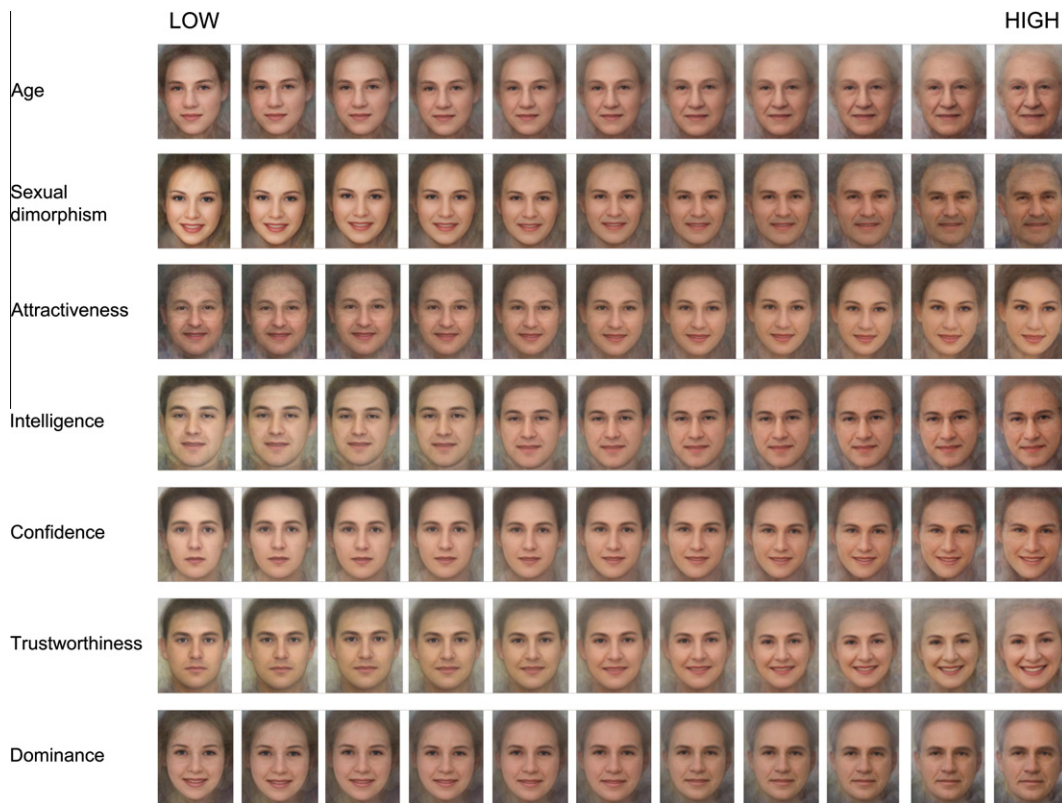 LOW
HIGH
Age
Sexual
dimorphism
Attractiveness
Intelligence
Confidence
Trustworthiness
Dominance